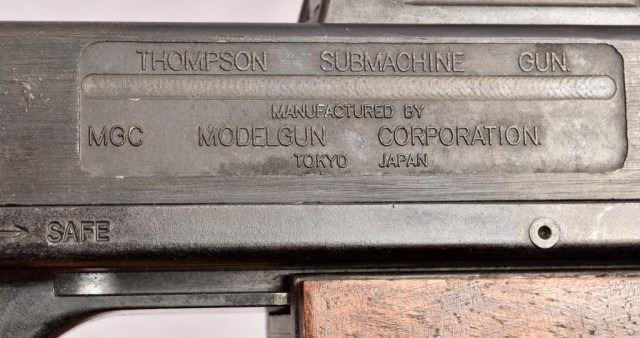 THOMPSON SUBMACHINE GUN.
MANUFACTURED BY
MGC MODELGUN CORPORATION.
TOKYO JAPAN
SAFE